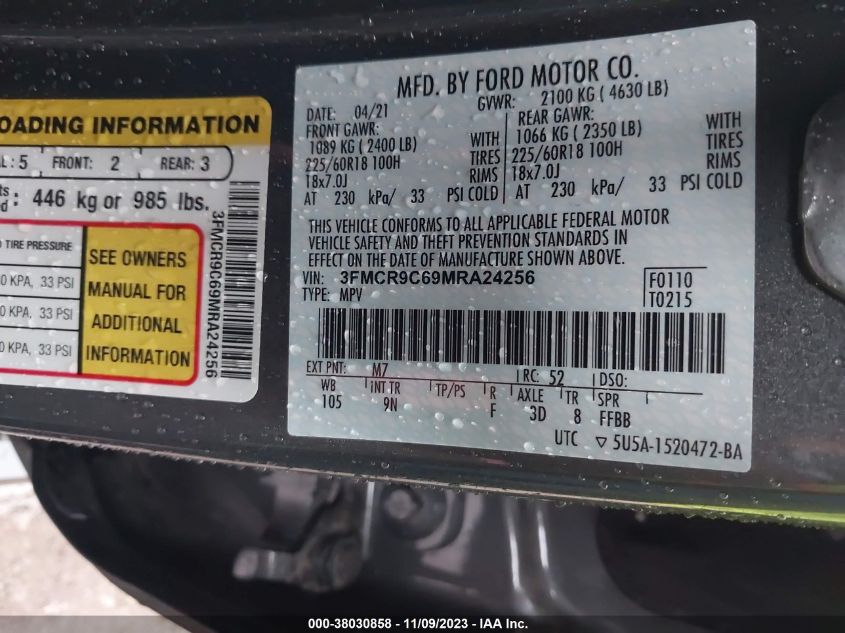 OADING INFORMATION
AL : 5 FRONT: 2 REAR: 3
446 kg or 985 lbs.
TIRE PRESSURE
0 KPA, 33 PSI
0 KPA, 33 PSI
0 KPA, 33 PSI
SEE OWNERS
MANUAL FOR
ADDITIONAL
INFORMATION
3FMCR9C69MRA24256
MFD. BY FORD MOTOR CO.
DATE: 04/21 GVWR: 2100 KG ( 4630 LB)
FRONT GAWR: REAR GAWR:
1089 KG ( 2400 LB) WITH 1066 KG ( 2350 LB) WITH
225/60R18 100H TIRES 225/60R18 100H TIRES
18x7.0J RIMS 18x7.0J RIMS
AT 230 kPa/ 33 PSI COLD AT 230 kPa/ 33 PSI COLD
THIS VEHICLE CONFORMS TO ALL APPLICABLE FEDERAL MOTOR
VEHICLE SAFETY AND THEFT PREVENTION STANDARDS IN
EFFECT ON THE DATE OF MANUFACTURE SHOWN ABOVE.
VIN: 3FMCR9C69MRA24256 F0110
TYPE: MPV T0215
EXT PNT: M7 RC: 52 DSO:
WB INT TR TP/PS R AXLE TR SPR
105 9N F 3D 8 FFBB
UTC ▽ 5U5A-1520472-BA
000-38030858 - 11/09/2023 - IAA Inc.